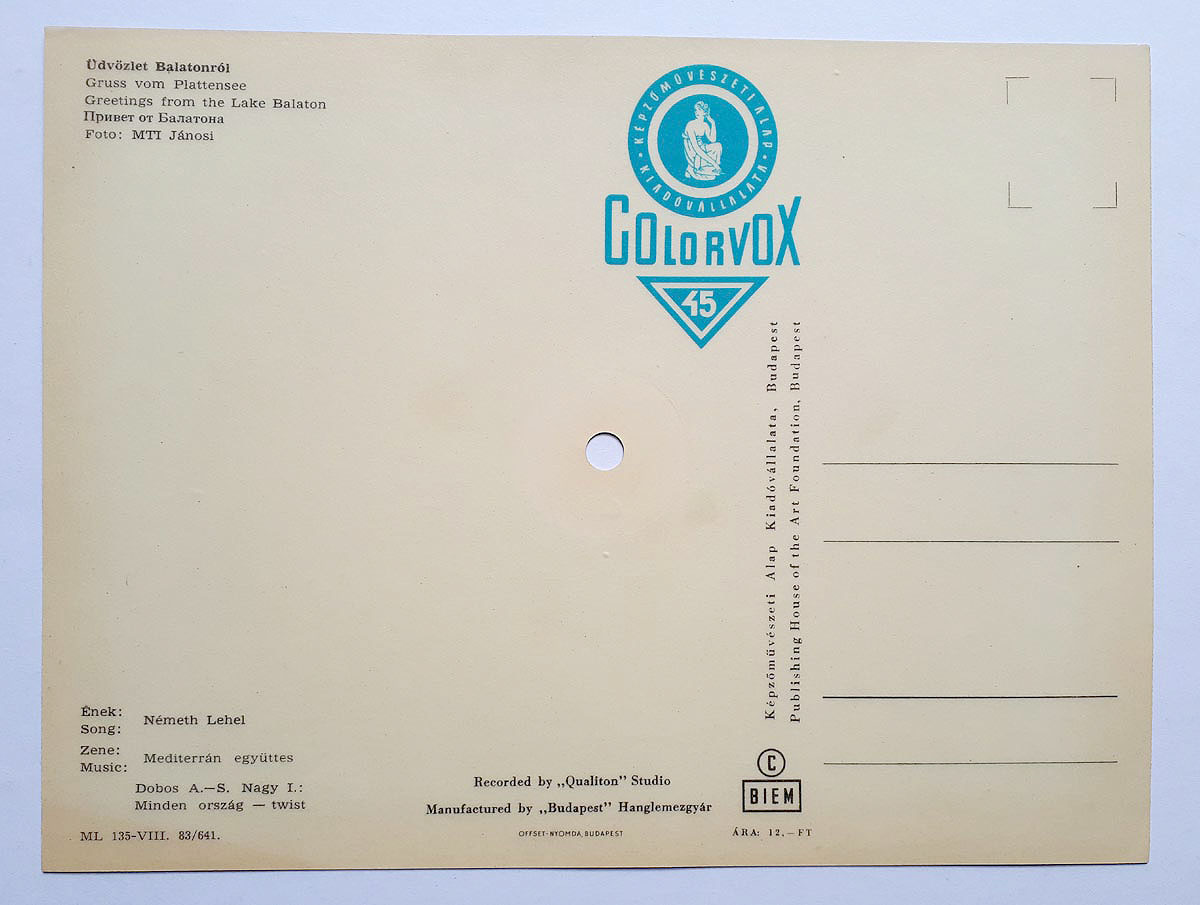 Üdvözlet Balatonról
Gruss vom Plattensee
Greetings from the Lake Balaton
Привет от Балатона
Foto: MTI Jánosi
KÉPZŐMŰVÉSZETI ALAP
• KIADÓVÁLLALATA •
COLORVOX
45
Képzőmüvészeti Alap Kiadóvállalata, Budapest
Publishing House of the Art Foundation, Budapest
Ének:
Song:
Németh Lehel
Zene:
Music:
Mediterrán együttes
Dobos A.—S. Nagy I.:
Minden ország — twist
ML 135-VIII. 83/641.
Recorded by „Qualiton” Studio
Manufactured by „Budapest” Hanglemezgyár
OFFSET-NYOMDA, BUDAPEST
C
BIEM
ÁRA: 12,— FT